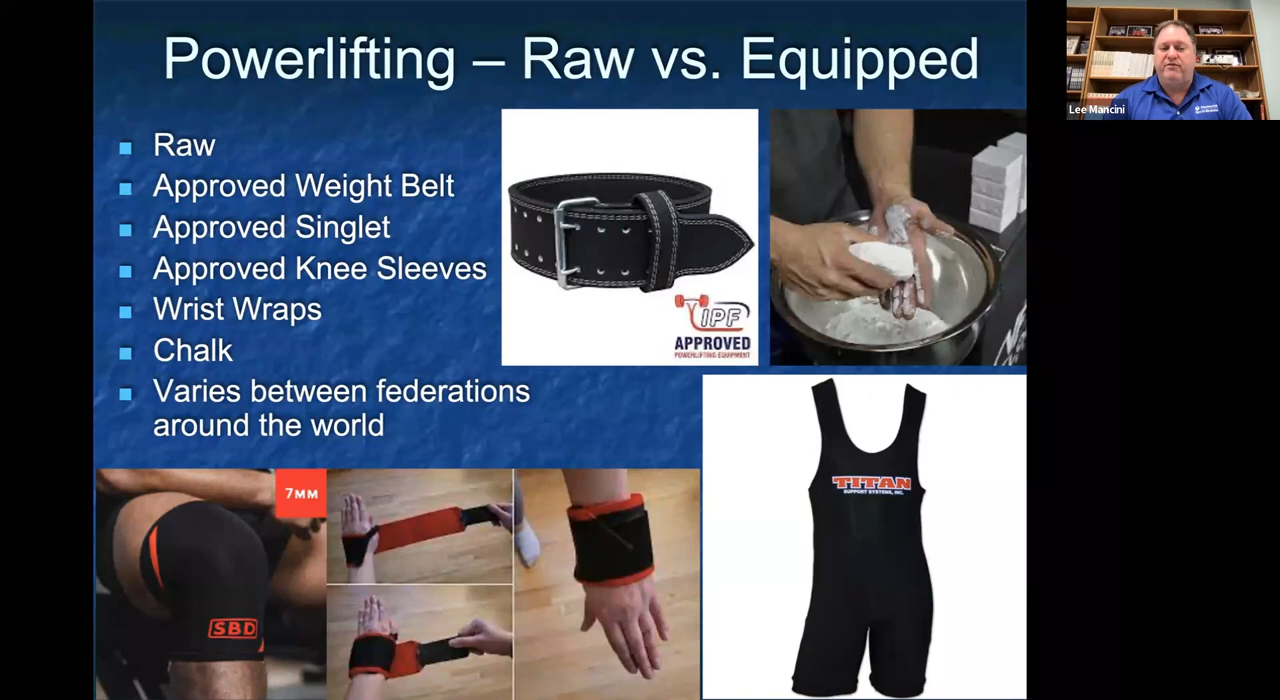 Powerlifting – Raw vs. Equipped
Raw
Approved Weight Belt
Approved Singlet
Approved Knee Sleeves
Wrist Wraps
Chalk
Varies between federations
around the world
IPF
APPROVED
POWERLIFTING EQUIPMENT
7MM
SBD
TITAN
SUPPORT SYSTEMS, INC.
Lee Mancini